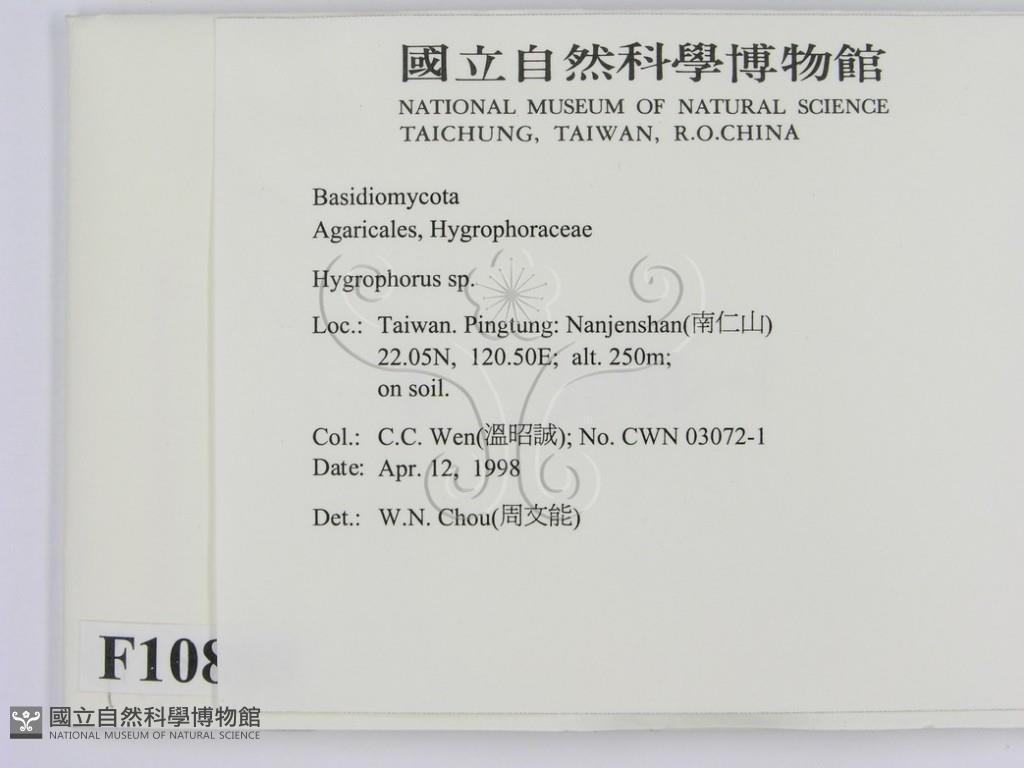 國立自然科學博物館
NATIONAL MUSEUM OF NATURAL SCIENCE
TAICHUNG, TAIWAN, R.O.CHINA
Basidiomycota
Agaricales, Hygrophoraceae
Hygrophorus sp.
Loc.: Taiwan. Pingtung: Nanjenshan(南仁山)
22.05N, 120.50E; alt. 250m;
on soil.
Col.: C.C. Wen(溫昭誠); No. CWN 03072-1
Date: Apr. 12, 1998
Det.: W.N. Chou(周文能)
F108
國立自然科學博物館
NATIONAL MUSEUM OF NATURAL SCIENCE